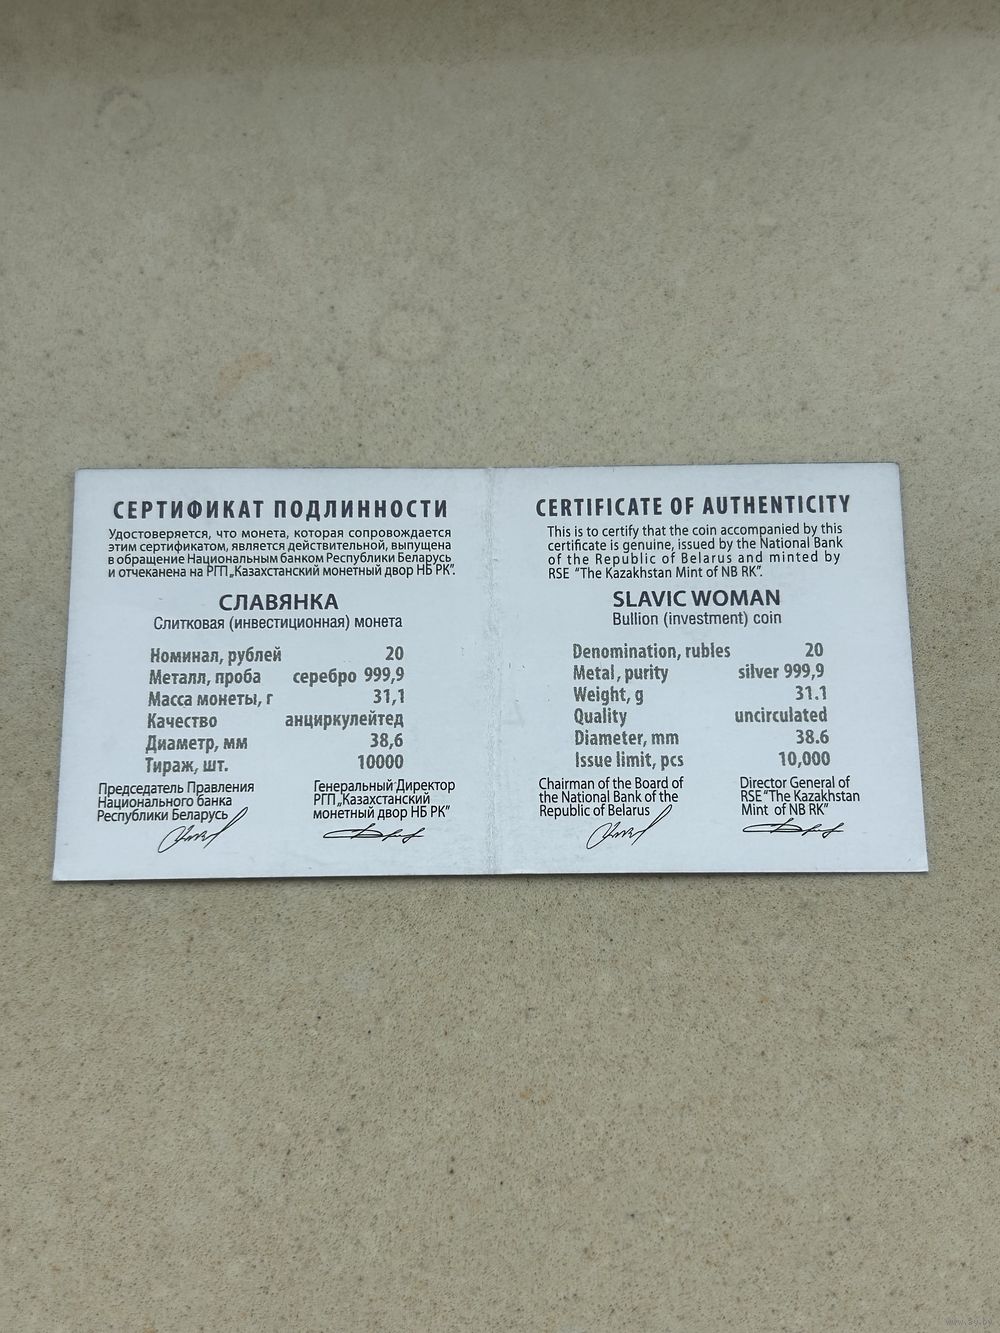 СЕРТИФИКАТ ПОДЛИННОСТИ
Удостоверяется, что монета, которая сопровождается
этим сертификатом, является действительной, выпущена
в обращение Национальным банком Республики Беларусь
и отчеканена на РГП „Казахстанский монетный двор НБ РК”.
СЛАВЯНКА
Слитковая (инвестиционная) монета
Номинал, рублей 20
Металл, проба серебро 999,9
Масса монеты, г 31,1
Качество анциркулейтед
Диаметр, мм 38,6
Тираж, шт. 10000
Председатель Правления
Национального банка
Республики Беларусь
Генеральный Директор
РГП „Казахстанский
монетный двор НБ РК”
CERTIFICATE OF AUTHENTICITY
This is to certify that the coin accompanied by this
certificate is genuine, issued by the National Bank
of the Republic of Belarus and minted by
RSE “The Kazakhstan Mint of NB RK”.
SLAVIC WOMAN
Bullion (investment) coin
Denomination, rubles 20
Metal, purity silver 999,9
Weight, g 31.1
Quality uncirculated
Diameter, mm 38.6
Issue limit, pcs 10,000
Chairman of the Board of
the National Bank of the
Republic of Belarus
Director General of
RSE “The Kazakhstan
Mint of NB RK”